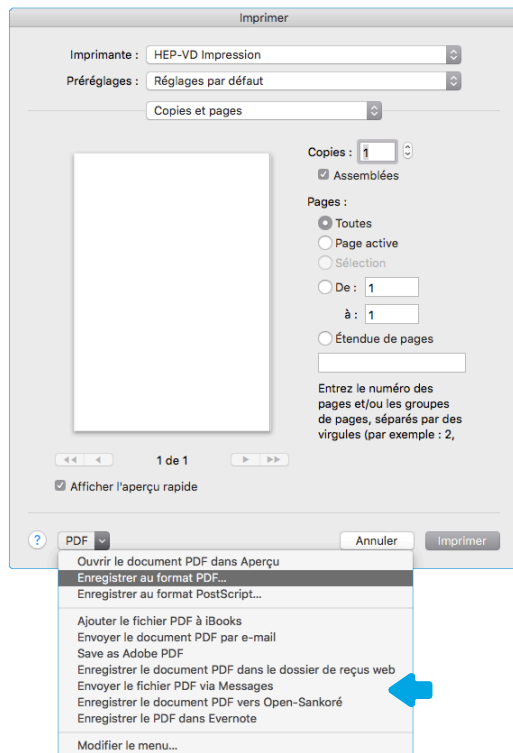 Imprimer
Imprimante : HEP-VD Impression
Préréglages : Réglages par défaut
Copies et pages
Copies : 1
Assemblées
Pages :
Toutes
Page active
Sélection
De : 1
à : 1
Étendue de pages
Entrez le numéro des
pages et/ou les groupes
de pages, séparés par des
virgules (par exemple : 2,
1 de 1
Afficher l'aperçu rapide
? PDF Annuler Imprimer
Ouvrir le document PDF dans Aperçu
Enregistrer au format PDF...
Enregistrer au format PostScript...
Ajouter le fichier PDF à iBooks
Envoyer le document PDF par e-mail
Save as Adobe PDF
Enregistrer le document PDF dans le dossier de reçus web
Envoyer le fichier PDF via Messages
Enregistrer le document PDF vers Open-Sankoré
Enregistrer le PDF dans Evernote
Modifier le menu...